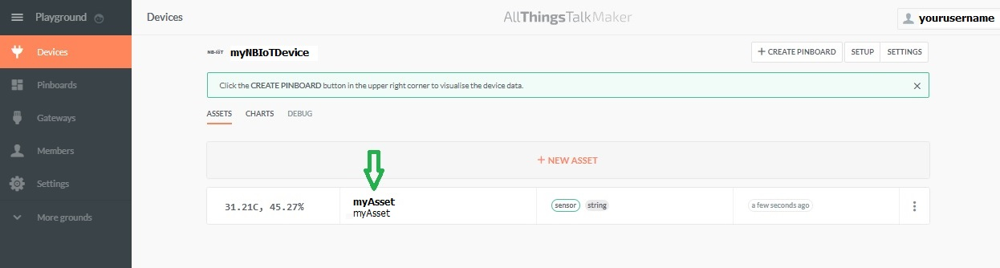 Playground
Devices
AllThingsTalkMaker
yourusername
Devices
Pinboards
Gateways
Members
Settings
More grounds
NB-IoT myNBIoTDevice
+ CREATE PINBOARD
SETUP
SETTINGS
Click the CREATE PINBOARD button in the upper right corner to visualise the device data.
ASSETS CHARTS DEBUG
+ NEW ASSET
31.21C, 45.27%
myAsset
myAsset
sensor string
a few seconds ago